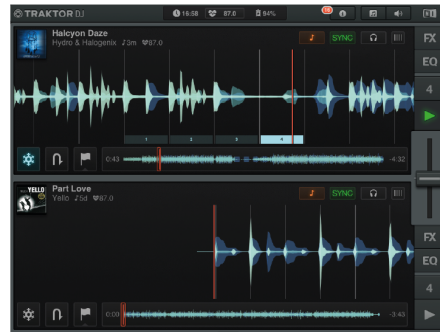 TRAKTOR DJ
16:58
87.0
94%
Halcyon Daze
Hydro & Halogenix ♪3m 87.0
SYNC
FX
EQ
4
1 2 3 4
0:43
-4:32
YELLO
Part Love
Yello ♪5d 87.0
SYNC
FX
EQ
4
0:00
-3:43